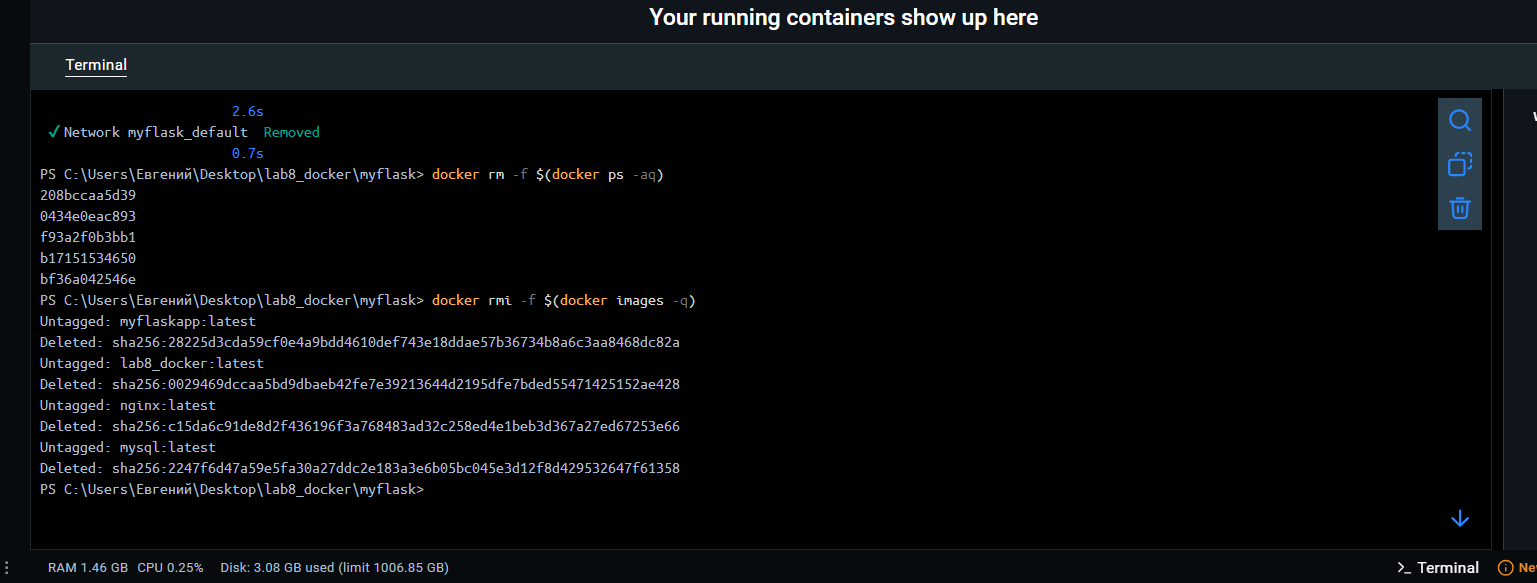 Your running containers show up here
Terminal
2.6s
✓ Network myflask_default Removed
0.7s
PS C:\Users\Евгений\Desktop\lab8_docker\myflask> docker rm -f $(docker ps -aq)
208bccaa5d39
0434e0eac893
f93a2f0b3bb1
b17151534650
bf36a042546e
PS C:\Users\Евгений\Desktop\lab8_docker\myflask> docker rmi -f $(docker images -q)
Untagged: myflaskapp:latest
Deleted: sha256:28225d3cda59cf0e4a9bdd4610def743e18ddae57b36734b8a6c3aa8468dc82a
Untagged: lab8_docker:latest
Deleted: sha256:0029469dccaa5bd9dbaeb42fe7e39213644d2195dfe7bded55471425152ae428
Untagged: nginx:latest
Deleted: sha256:c15da6c91de8d2f436196f3a768483ad32c258ed4e1beb3d367a27ed67253e66
Untagged: mysql:latest
Deleted: sha256:2247f6d47a59e5fa30a27ddc2e183a3e6b05bc045e3d12f8d429532647f61358
PS C:\Users\Евгений\Desktop\lab8_docker\myflask>
RAM 1.46 GB CPU 0.25% Disk: 3.08 GB used (limit 1006.85 GB) >_ Terminal